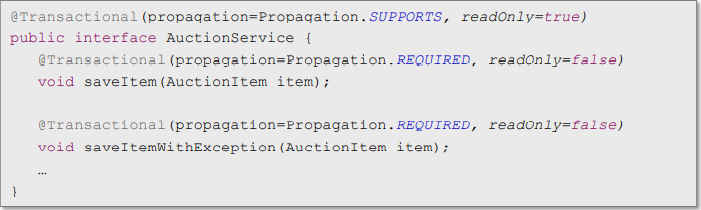 @Transactional(propagation=Propagation.SUPPORTS, readOnly=true)
public interface AuctionService {
@Transactional(propagation=Propagation.REQUIRED, readOnly=false)
void saveItem(AuctionItem item);
@Transactional(propagation=Propagation.REQUIRED, readOnly=false)
void saveItemWithException(AuctionItem item);
…
}